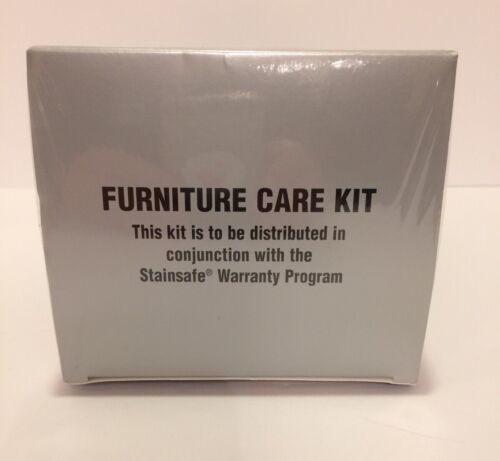 FURNITURE CARE KIT
This kit is to be distributed in
conjunction with the
Stainsafe® Warranty Program